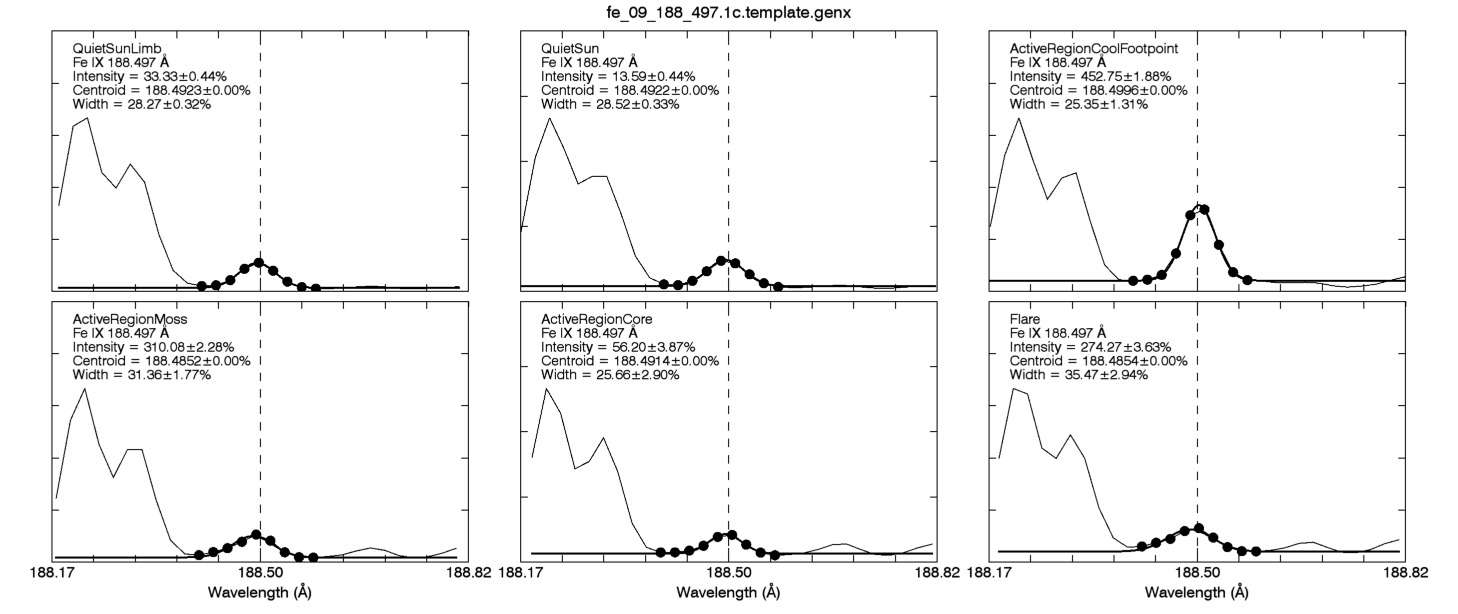 fe_09_188_497.1c.template.genx
QuietSunLimb
Fe IX 188.497 Å
Intensity = 33.33±0.44%
Centroid = 188.4923±0.00%
Width = 28.27±0.32%
QuietSun
Fe IX 188.497 Å
Intensity = 13.59±0.44%
Centroid = 188.4922±0.00%
Width = 28.52±0.33%
ActiveRegionCoolFootpoint
Fe IX 188.497 Å
Intensity = 452.75±1.88%
Centroid = 188.4996±0.00%
Width = 25.35±1.31%
ActiveRegionMoss
Fe IX 188.497 Å
Intensity = 310.08±2.28%
Centroid = 188.4852±0.00%
Width = 31.36±1.77%
ActiveRegionCore
Fe IX 188.497 Å
Intensity = 56.20±3.87%
Centroid = 188.4914±0.00%
Width = 25.66±2.90%
Flare
Fe IX 188.497 Å
Intensity = 274.27±3.63%
Centroid = 188.4854±0.00%
Width = 35.47±2.94%
188.17 188.50 188.82 188.17 188.50 188.82 188.17 188.50 188.82
Wavelength (Å) Wavelength (Å) Wavelength (Å)